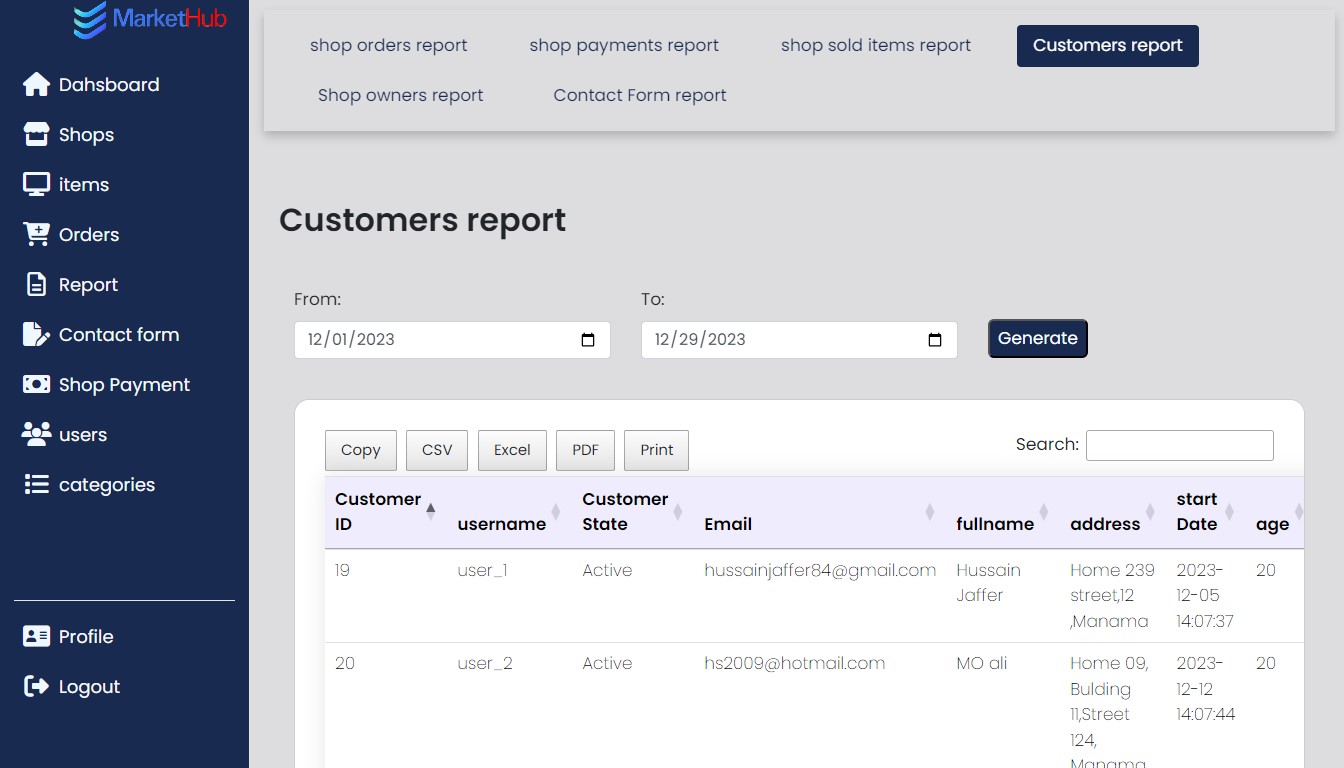 MarketHub
Dahsboard
Shops
items
Orders
Report
Contact form
Shop Payment
users
categories
Profile
Logout
shop orders report
shop payments report
shop sold items report
Customers report
Shop owners report
Contact Form report
Customers report
From:
To:
12/01/2023
12/29/2023
Generate
Copy
CSV
Excel
PDF
Print
Search:
Customer
ID
username
Customer
State
Email
fullname
address
start
Date
age
19
user_1
Active
hussainjaffer84@gmail.com
Hussain
Jaffer
Home 239
street,12
,Manama
2023-
12-05
14:07:37
20
20
user_2
Active
hs2009@hotmail.com
MO ali
Home 09,
Bulding
11,Street
124,
Manama
2023-
12-12
14:07:44
20